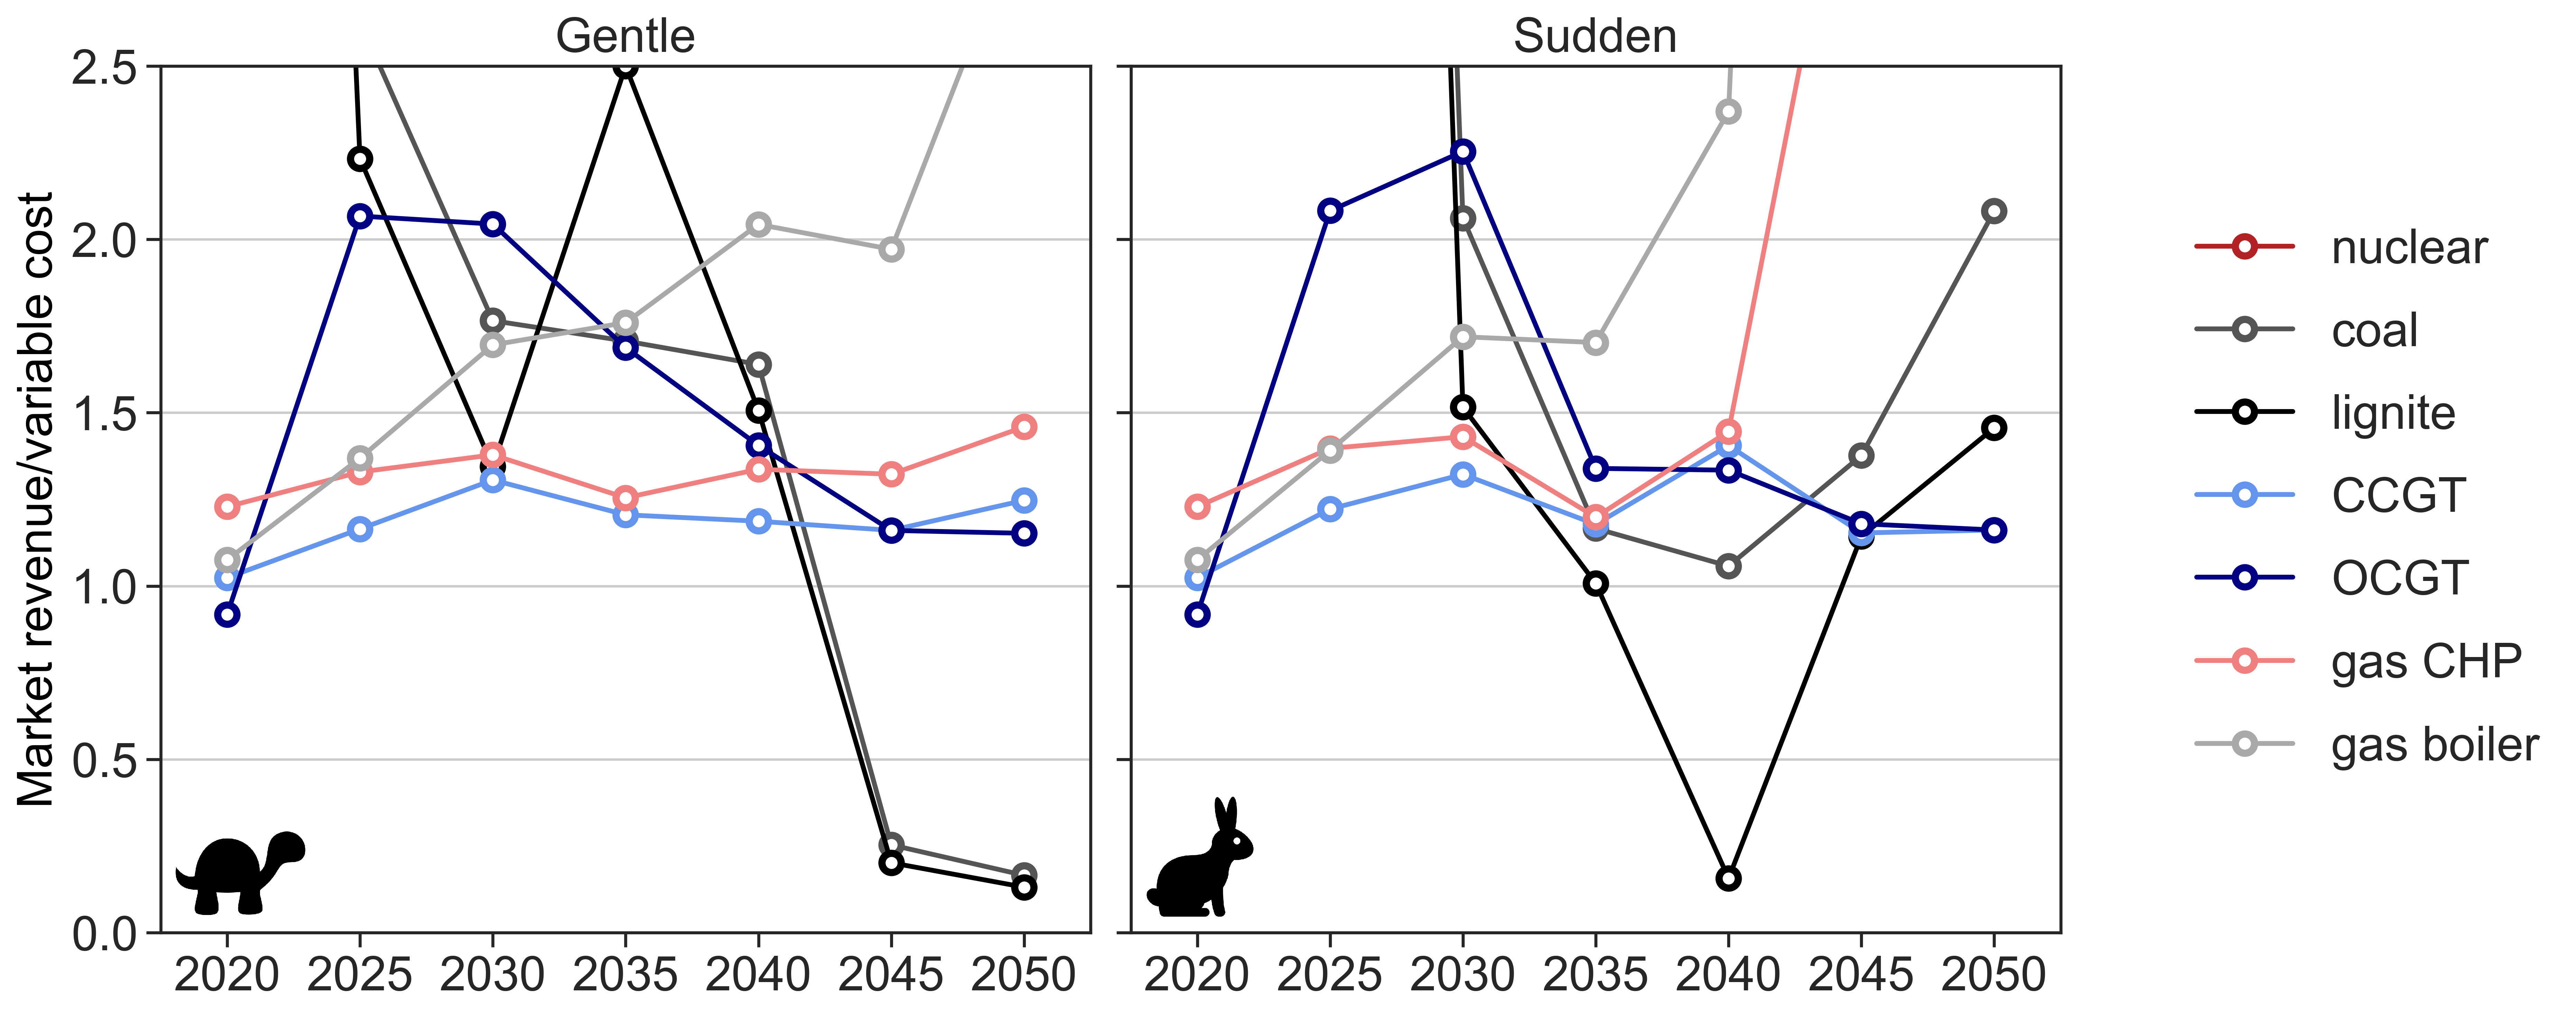 Gentle
Sudden
Market revenue/variable cost
2.5
2.0
1.5
1.0
0.5
0.0
2020 2025 2030 2035 2040 2045 2050
2020 2025 2030 2035 2040 2045 2050
nuclear
coal
lignite
CCGT
OCGT
gas CHP
gas boiler